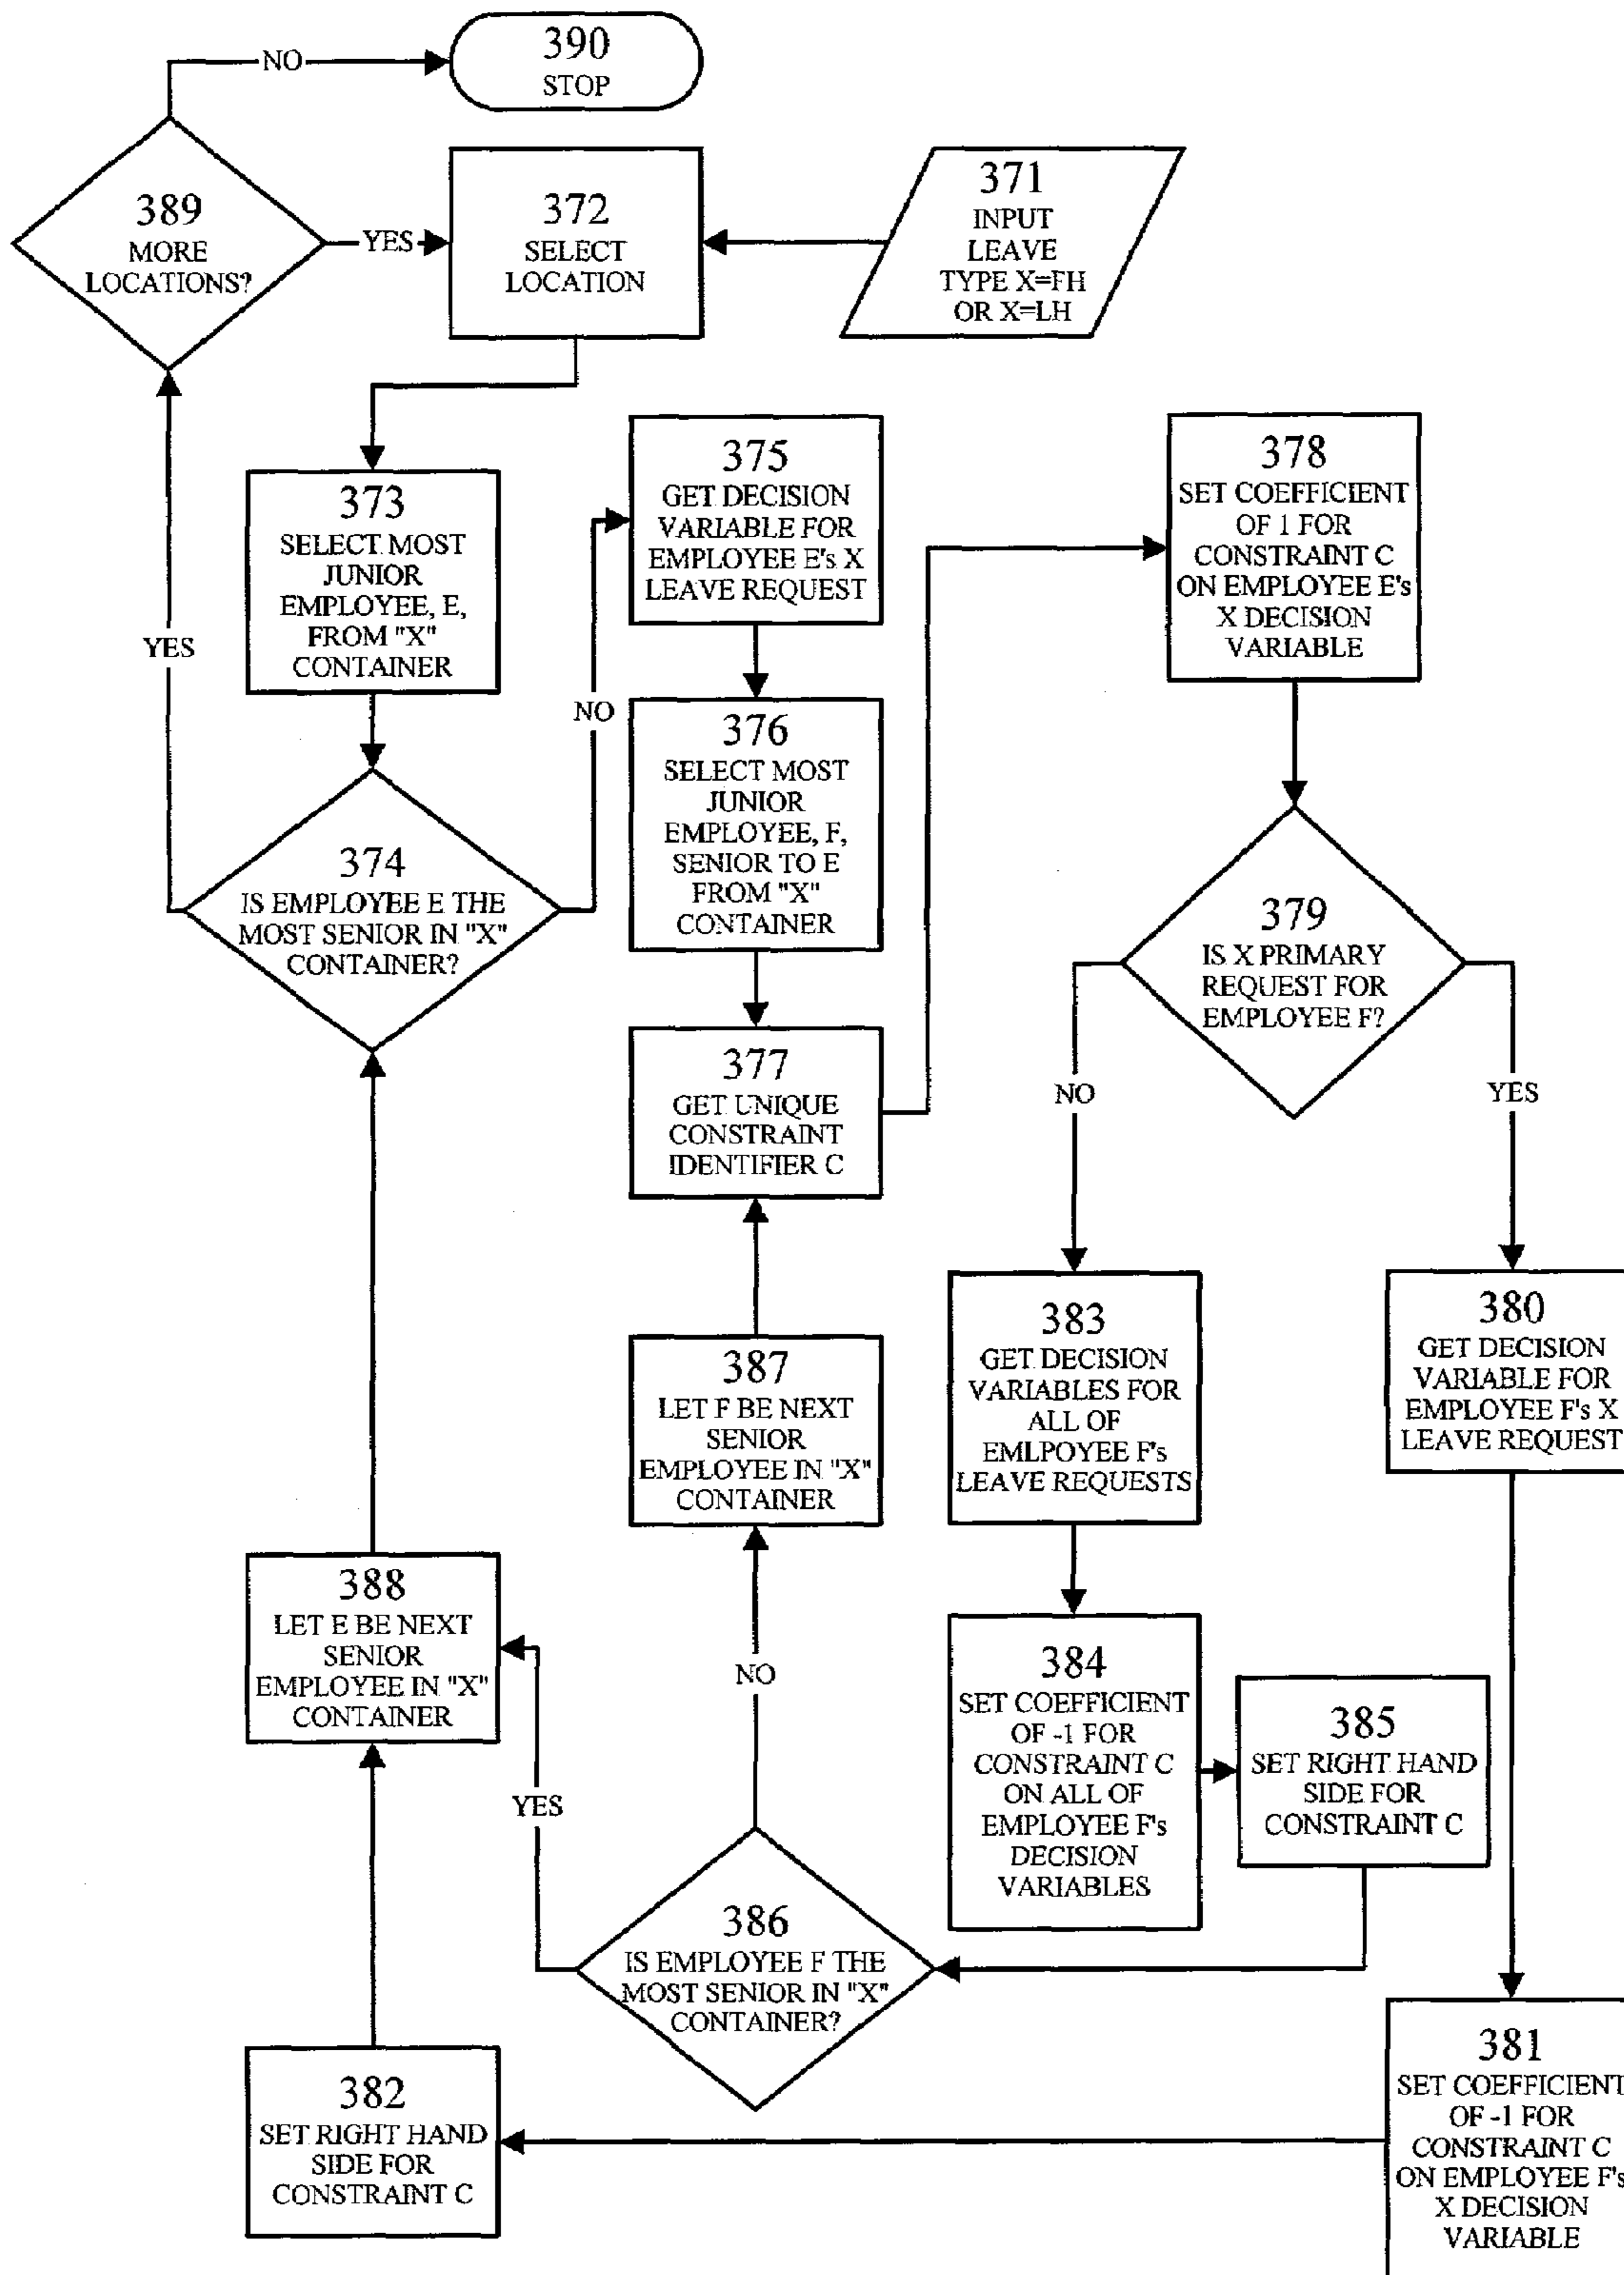 390
STOP
NO
389
MORE
LOCATIONS?
YES
372
SELECT
LOCATION
371
INPUT
LEAVE
TYPE X=FH
OR X=LH
373
SELECT MOST
JUNIOR
EMPLOYEE, E,
FROM "X"
CONTAINER
YES
374
IS EMPLOYEE E THE
MOST SENIOR IN "X"
CONTAINER?
NO
375
GET DECISION
VARIABLE FOR
EMPLOYEE E's X
LEAVE REQUEST
376
SELECT MOST
JUNIOR
EMPLOYEE, F,
SENIOR TO E
FROM "X"
CONTAINER
377
GET UNIQUE
CONSTRAINT
IDENTIFIER C
378
SET COEFFICIENT
OF 1 FOR
CONSTRAINT C
ON EMPLOYEE E's
X DECISION
VARIABLE
379
IS X PRIMARY
REQUEST FOR
EMPLOYEE F?
NO
YES
383
GET DECISION
VARIABLES FOR
ALL OF
EMLPOYEE F's
LEAVE REQUESTS
380
GET DECISION
VARIABLE FOR
EMPLOYEE F's X
LEAVE REQUEST
387
LET F BE NEXT
SENIOR
EMPLOYEE IN "X"
CONTAINER
388
LET E BE NEXT
SENIOR
EMPLOYEE IN "X"
CONTAINER
NO
YES
384
SET COEFFICIENT
OF -1 FOR
CONSTRAINT C
ON ALL OF
EMPLOYEE F's
DECISION
VARIABLES
385
SET RIGHT HAND
SIDE FOR
CONSTRAINT C
386
IS EMPLOYEE F THE
MOST SENIOR IN "X"
CONTAINER?
382
SET RIGHT HAND
SIDE FOR
CONSTRAINT C
381
SET COEFFICIENT
OF -1 FOR
CONSTRAINT C
ON EMPLOYEE F's
X DECISION
VARIABLE